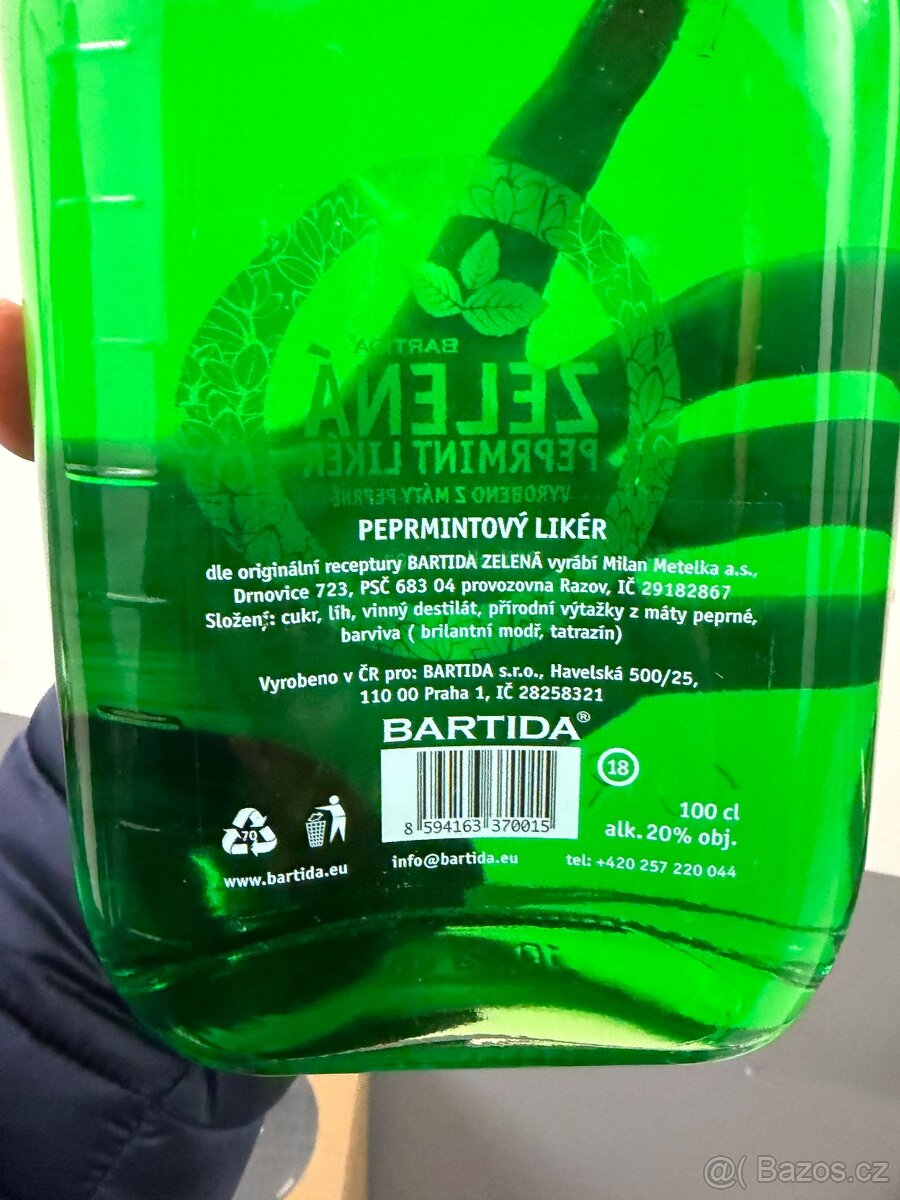 BARTIDA
ZELENÁ
PEPRMINT LIKÉR
VYROBENO Z MÁTY PEPRNÉ
PEPRMINTOVÝ LIKÉR
dle originální receptury BARTIDA ZELENÁ vyrábí Milan Metelka a.s.,
Drnovice 723, PSČ 683 04 provozovna Razov, IČ 29182867
Složení: cukr, líh, vinný destilát, přírodní výtažky z máty peprné,
barviva ( brilantní modř, tatrazín)
Vyrobeno v ČR pro: BARTIDA s.r.o., Havelská 500/25,
110 00 Praha 1, IČ 28258321
BARTIDA®
18
8 594163 370015
100 cl
alk. 20% obj.
70
www.bartida.eu
info@bartida.eu
tel: +420 257 220 044
@( Bazos.cz